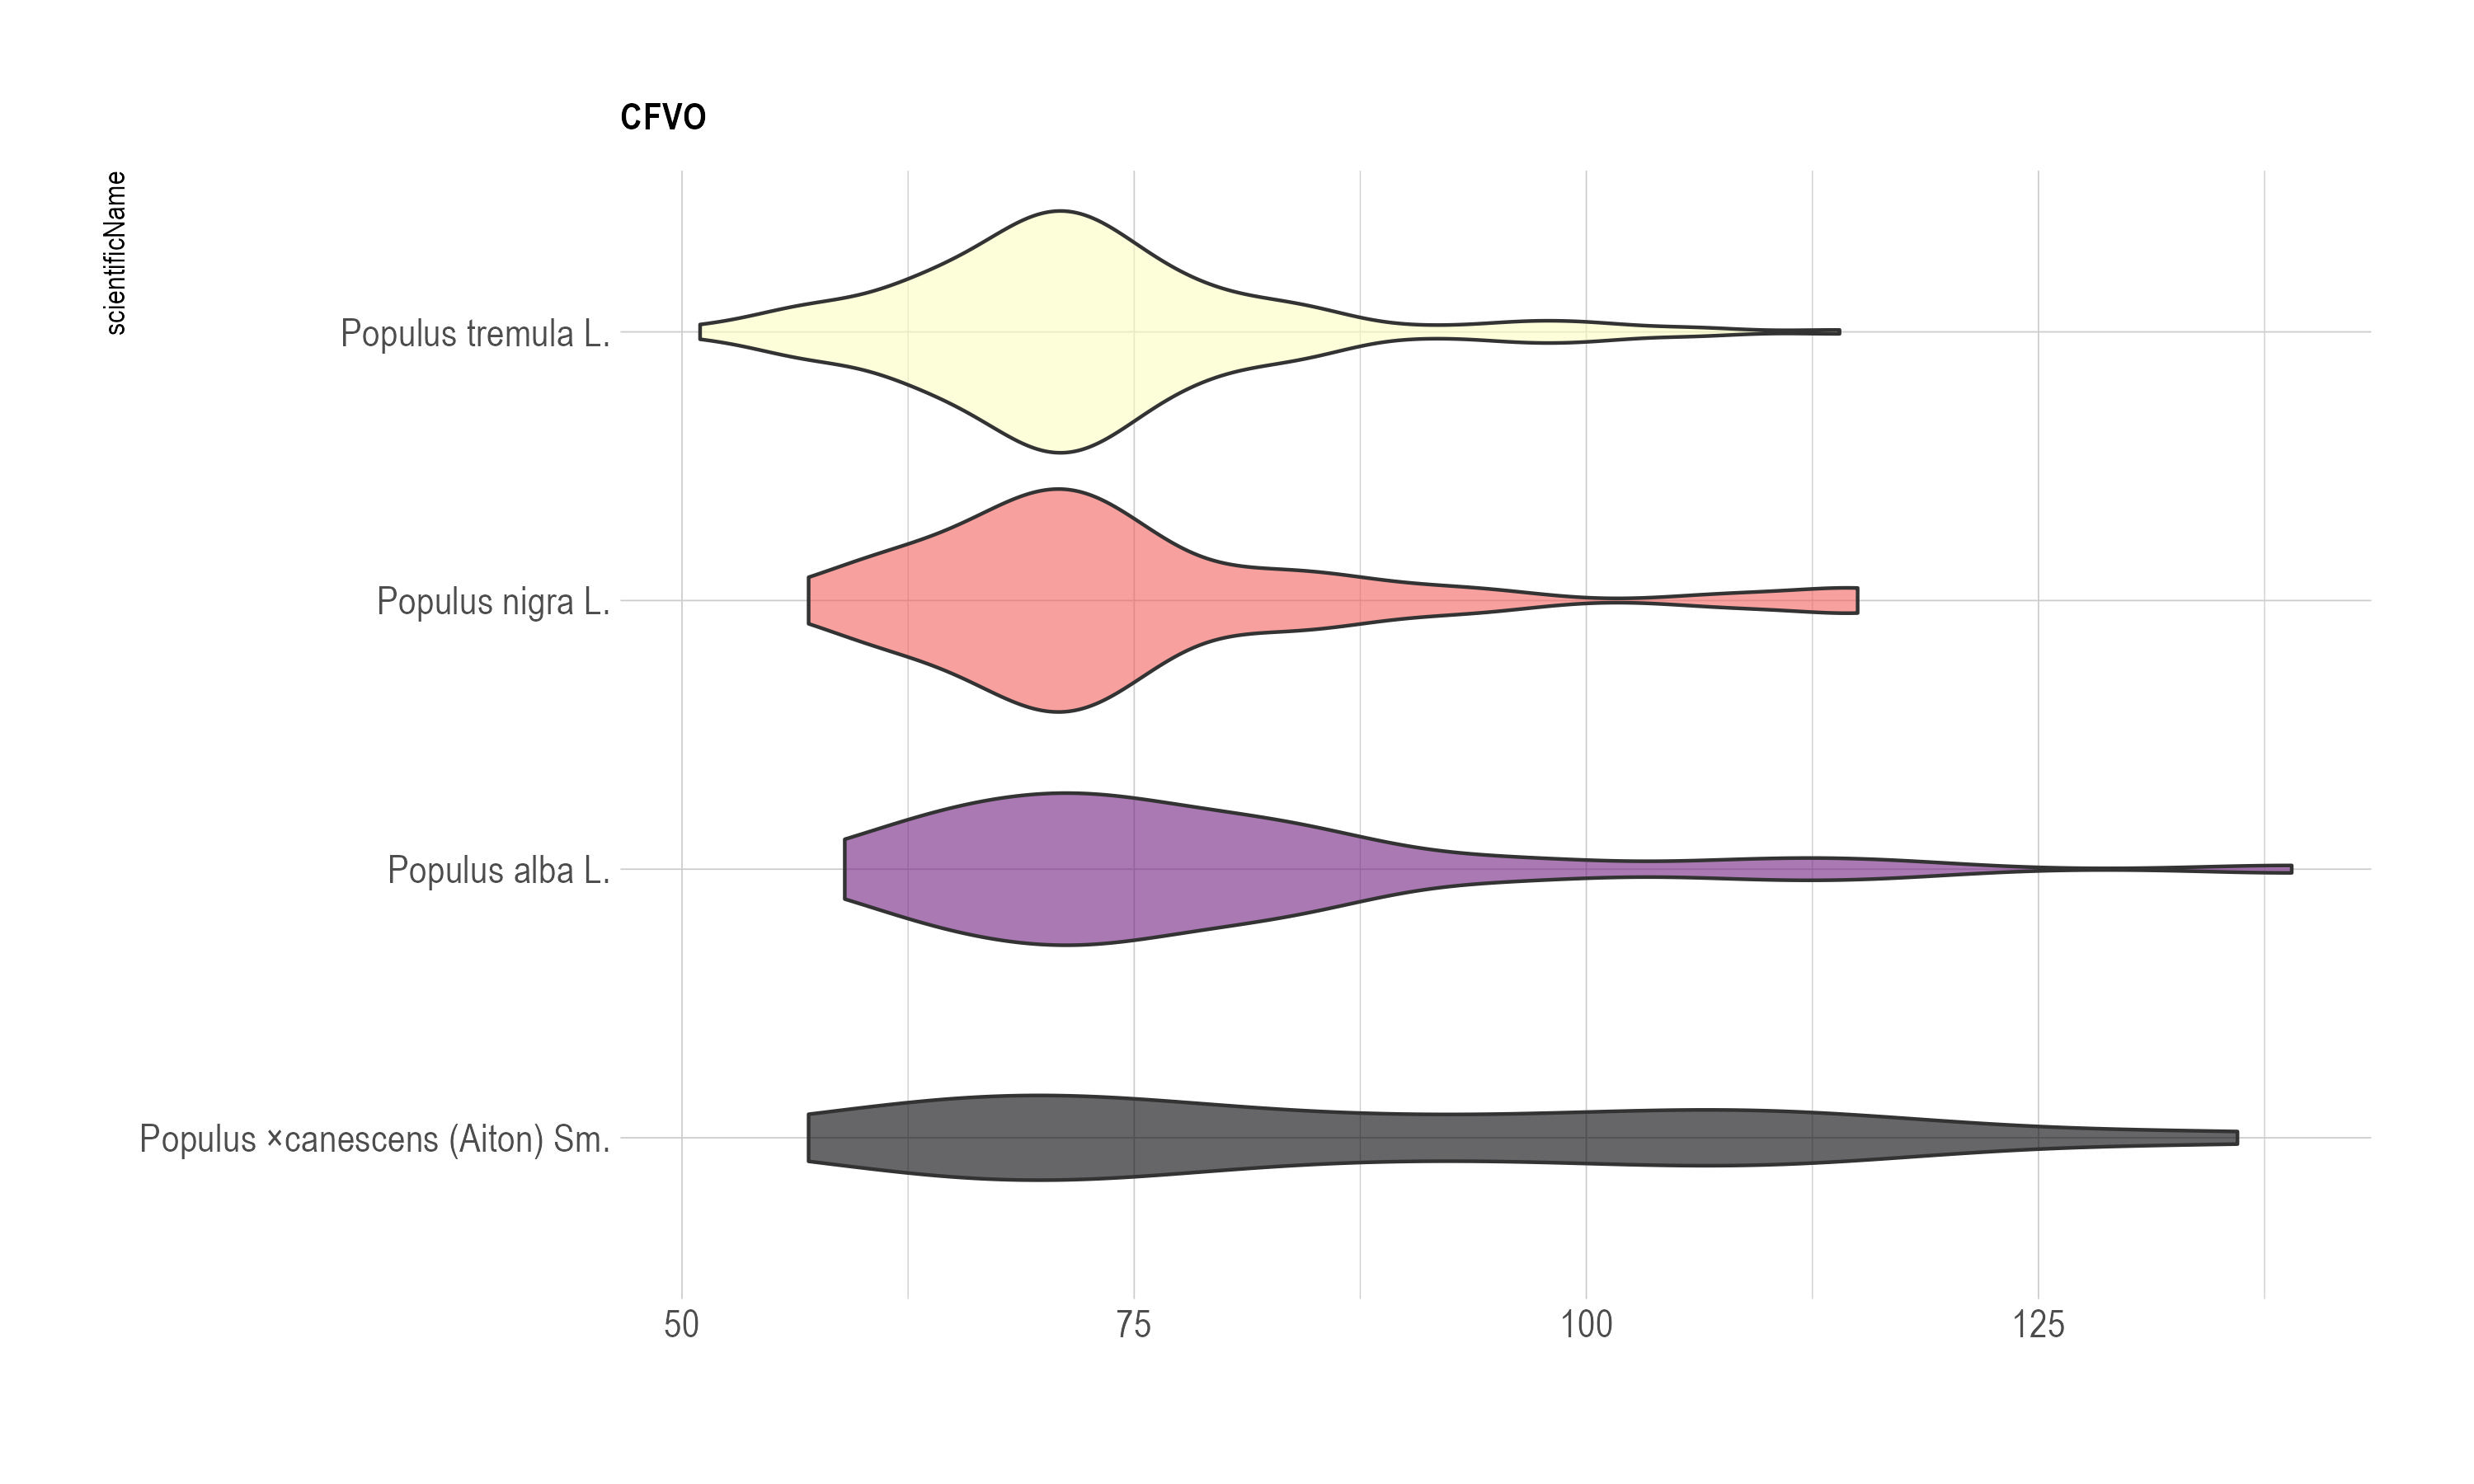 CFVO
scientificName
Populus tremula L.
Populus nigra L.
Populus alba L.
Populus ×canescens (Aiton) Sm.
50 75 100 125